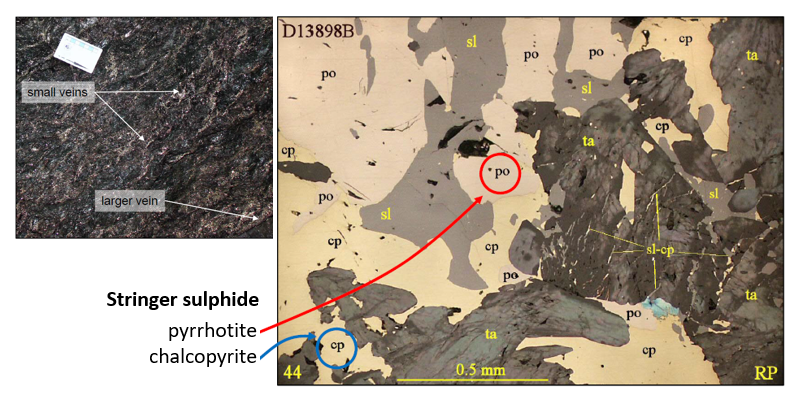 small veins
larger vein
Stringer sulphide
pyrrhotite
chalcopyrite
D13898B
po
sl
po
po
cp
ta
sl
cp
ta
cp
po
po
sl
sl
cp
cp
sl-cp
po
ta
po
ta
cp
cp
44
0.5 mm
RP